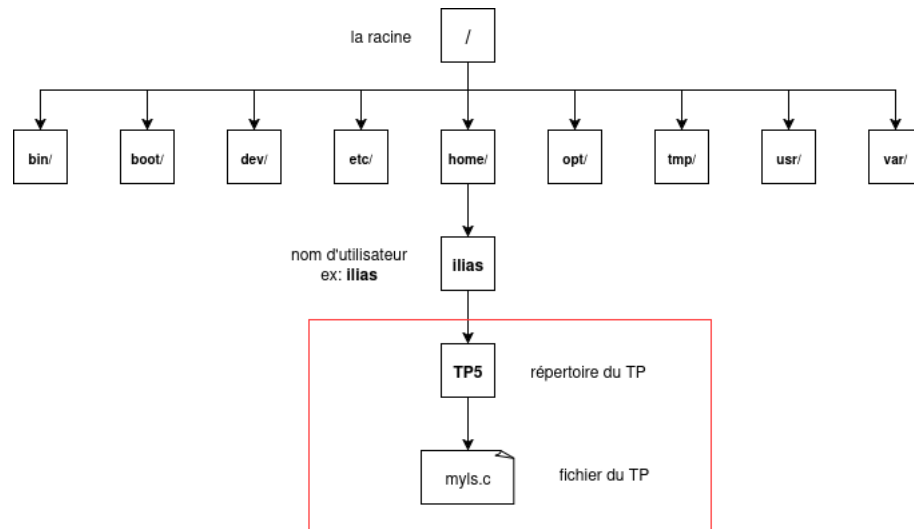 la racine
/
bin/
boot/
dev/
etc/
home/
opt/
tmp/
usr/
var/
nom d'utilisateur
ex: ilias
ilias
TP5
répertoire du TP
myls.c
fichier du TP